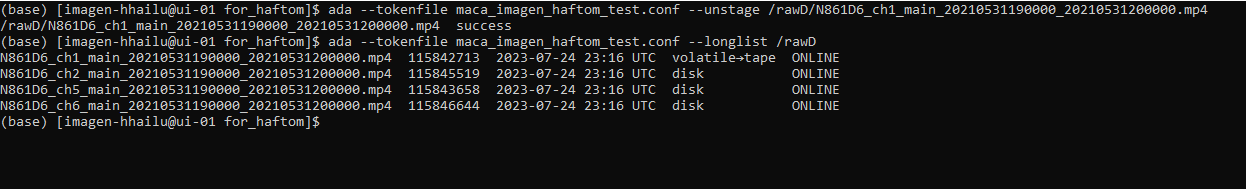 (base) [imagen-hhailu@ui-01 for_haftom]$ ada --tokenfile maca_imagen_haftom_test.conf --unstage /rawD/N861D6_ch1_main_20210531190000_20210531200000.mp4
/rawD/N861D6_ch1_main_20210531190000_20210531200000.mp4  success
(base) [imagen-hhailu@ui-01 for_haftom]$ ada --tokenfile maca_imagen_haftom_test.conf --longlist /rawD
N861D6_ch1_main_20210531190000_20210531200000.mp4  115842713  2023-07-24 23:16 UTC  volatile→tape  ONLINE
N861D6_ch2_main_20210531190000_20210531200000.mp4  115845519  2023-07-24 23:16 UTC  disk           ONLINE
N861D6_ch5_main_20210531190000_20210531200000.mp4  115843658  2023-07-24 23:16 UTC  disk           ONLINE
N861D6_ch6_main_20210531190000_20210531200000.mp4  115846644  2023-07-24 23:16 UTC  disk           ONLINE
(base) [imagen-hhailu@ui-01 for_haftom]$